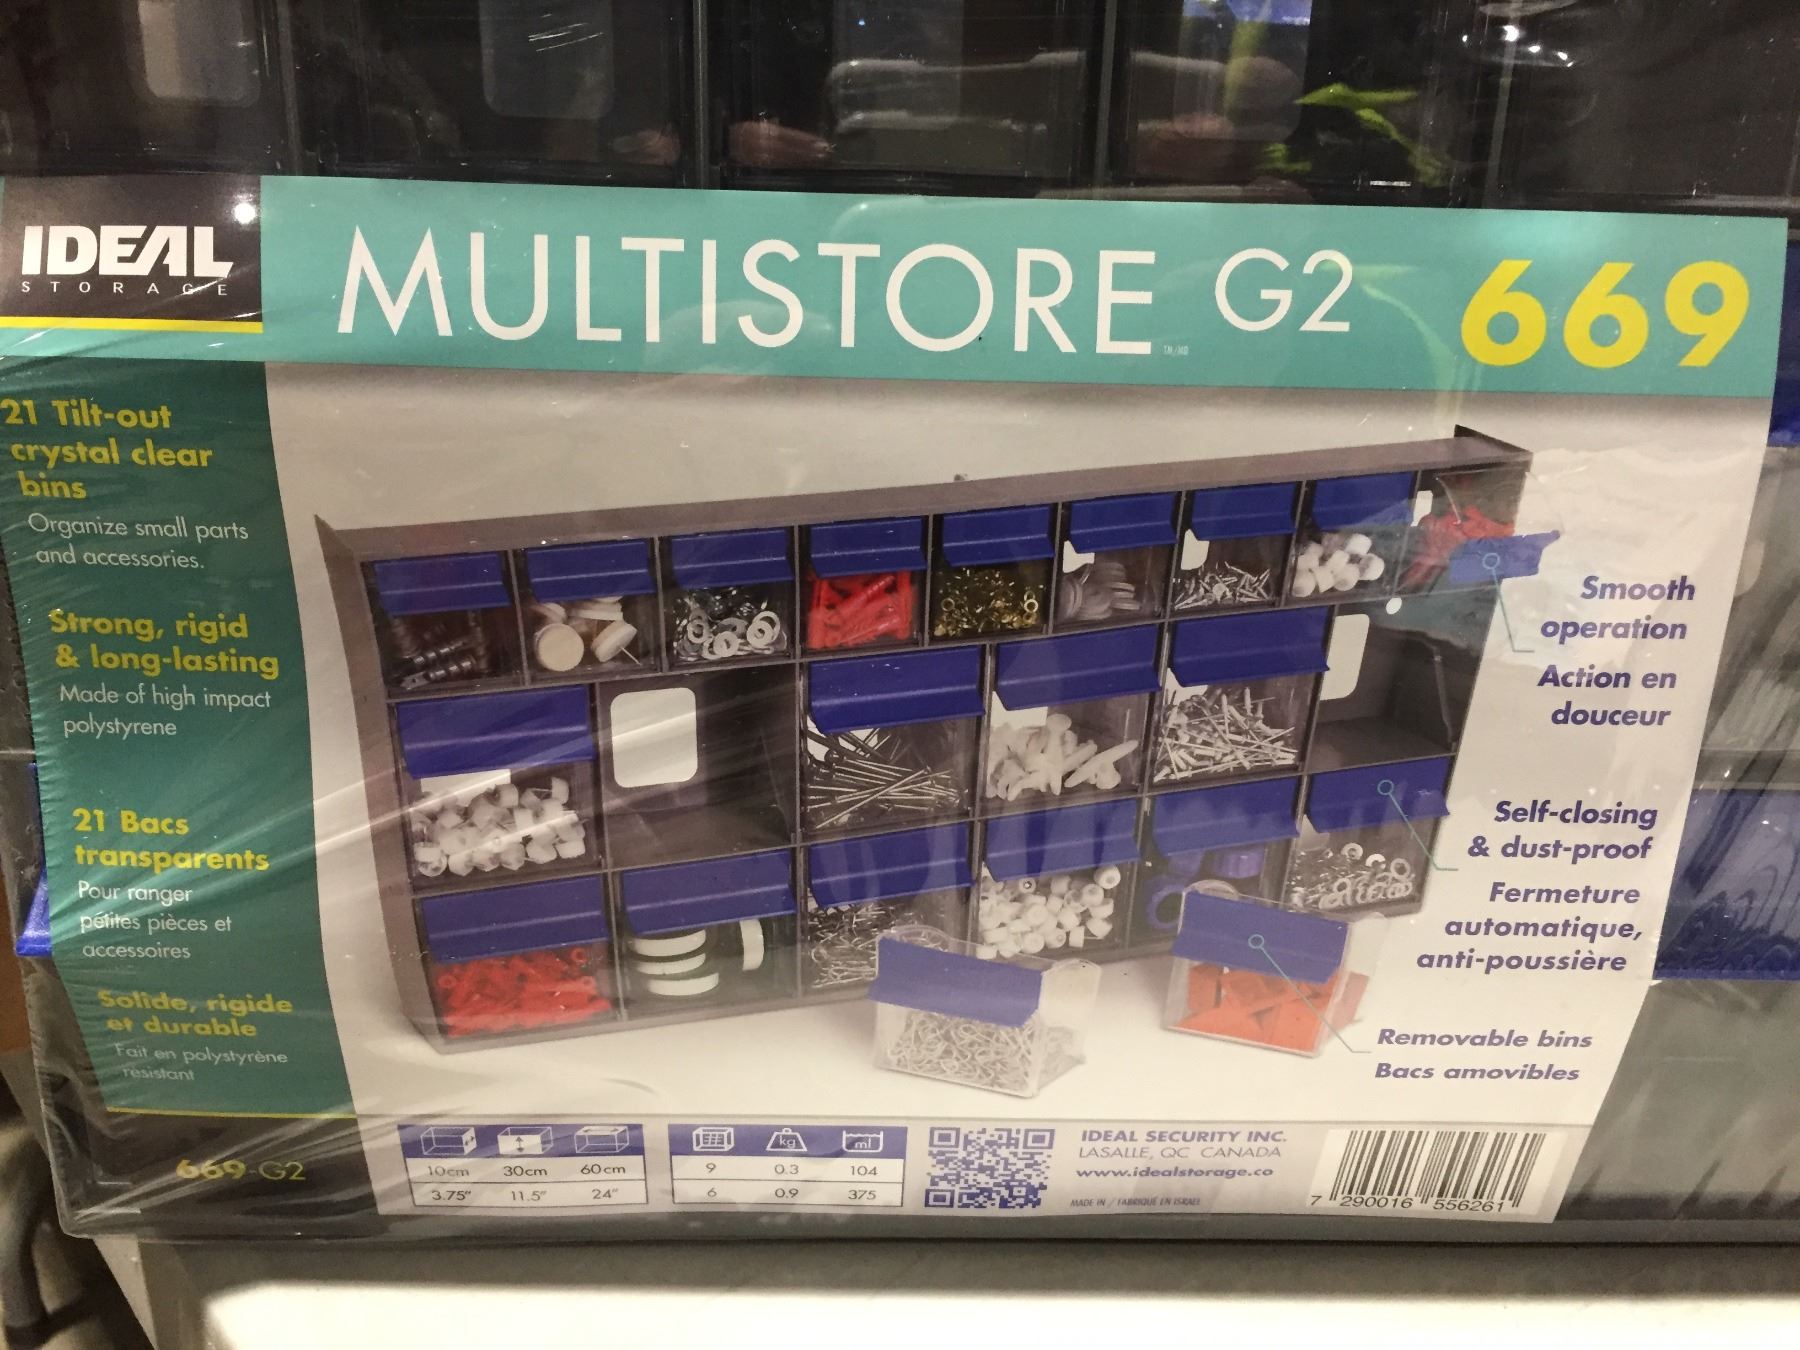 IDEAL
STORAGE
MULTISTORE G2 669
TM/MD
21 Tilt-out
crystal clear
bins
Organize small parts
and accessories.
Strong, rigid
& long-lasting
Made of high impact
polystyrene
21 Bacs
transparents
Pour ranger
petites pièces et
accessoires
Solide, rigide
et durable
Fait en polystyrène
résistant
669-G2
Smooth
operation
Action en
douceur
Self-closing
& dust-proof
Fermeture
automatique,
anti-poussière
Removable bins
Bacs amovibles
10cm 30cm 60cm
3.75" 11.5" 24"
kg ml
9 0.3 104
6 0.9 375
IDEAL SECURITY INC.
LASALLE, QC CANADA
www.idealstorage.co
MADE IN / FABRIQUÉ EN ISRAEL
7 290016 556261